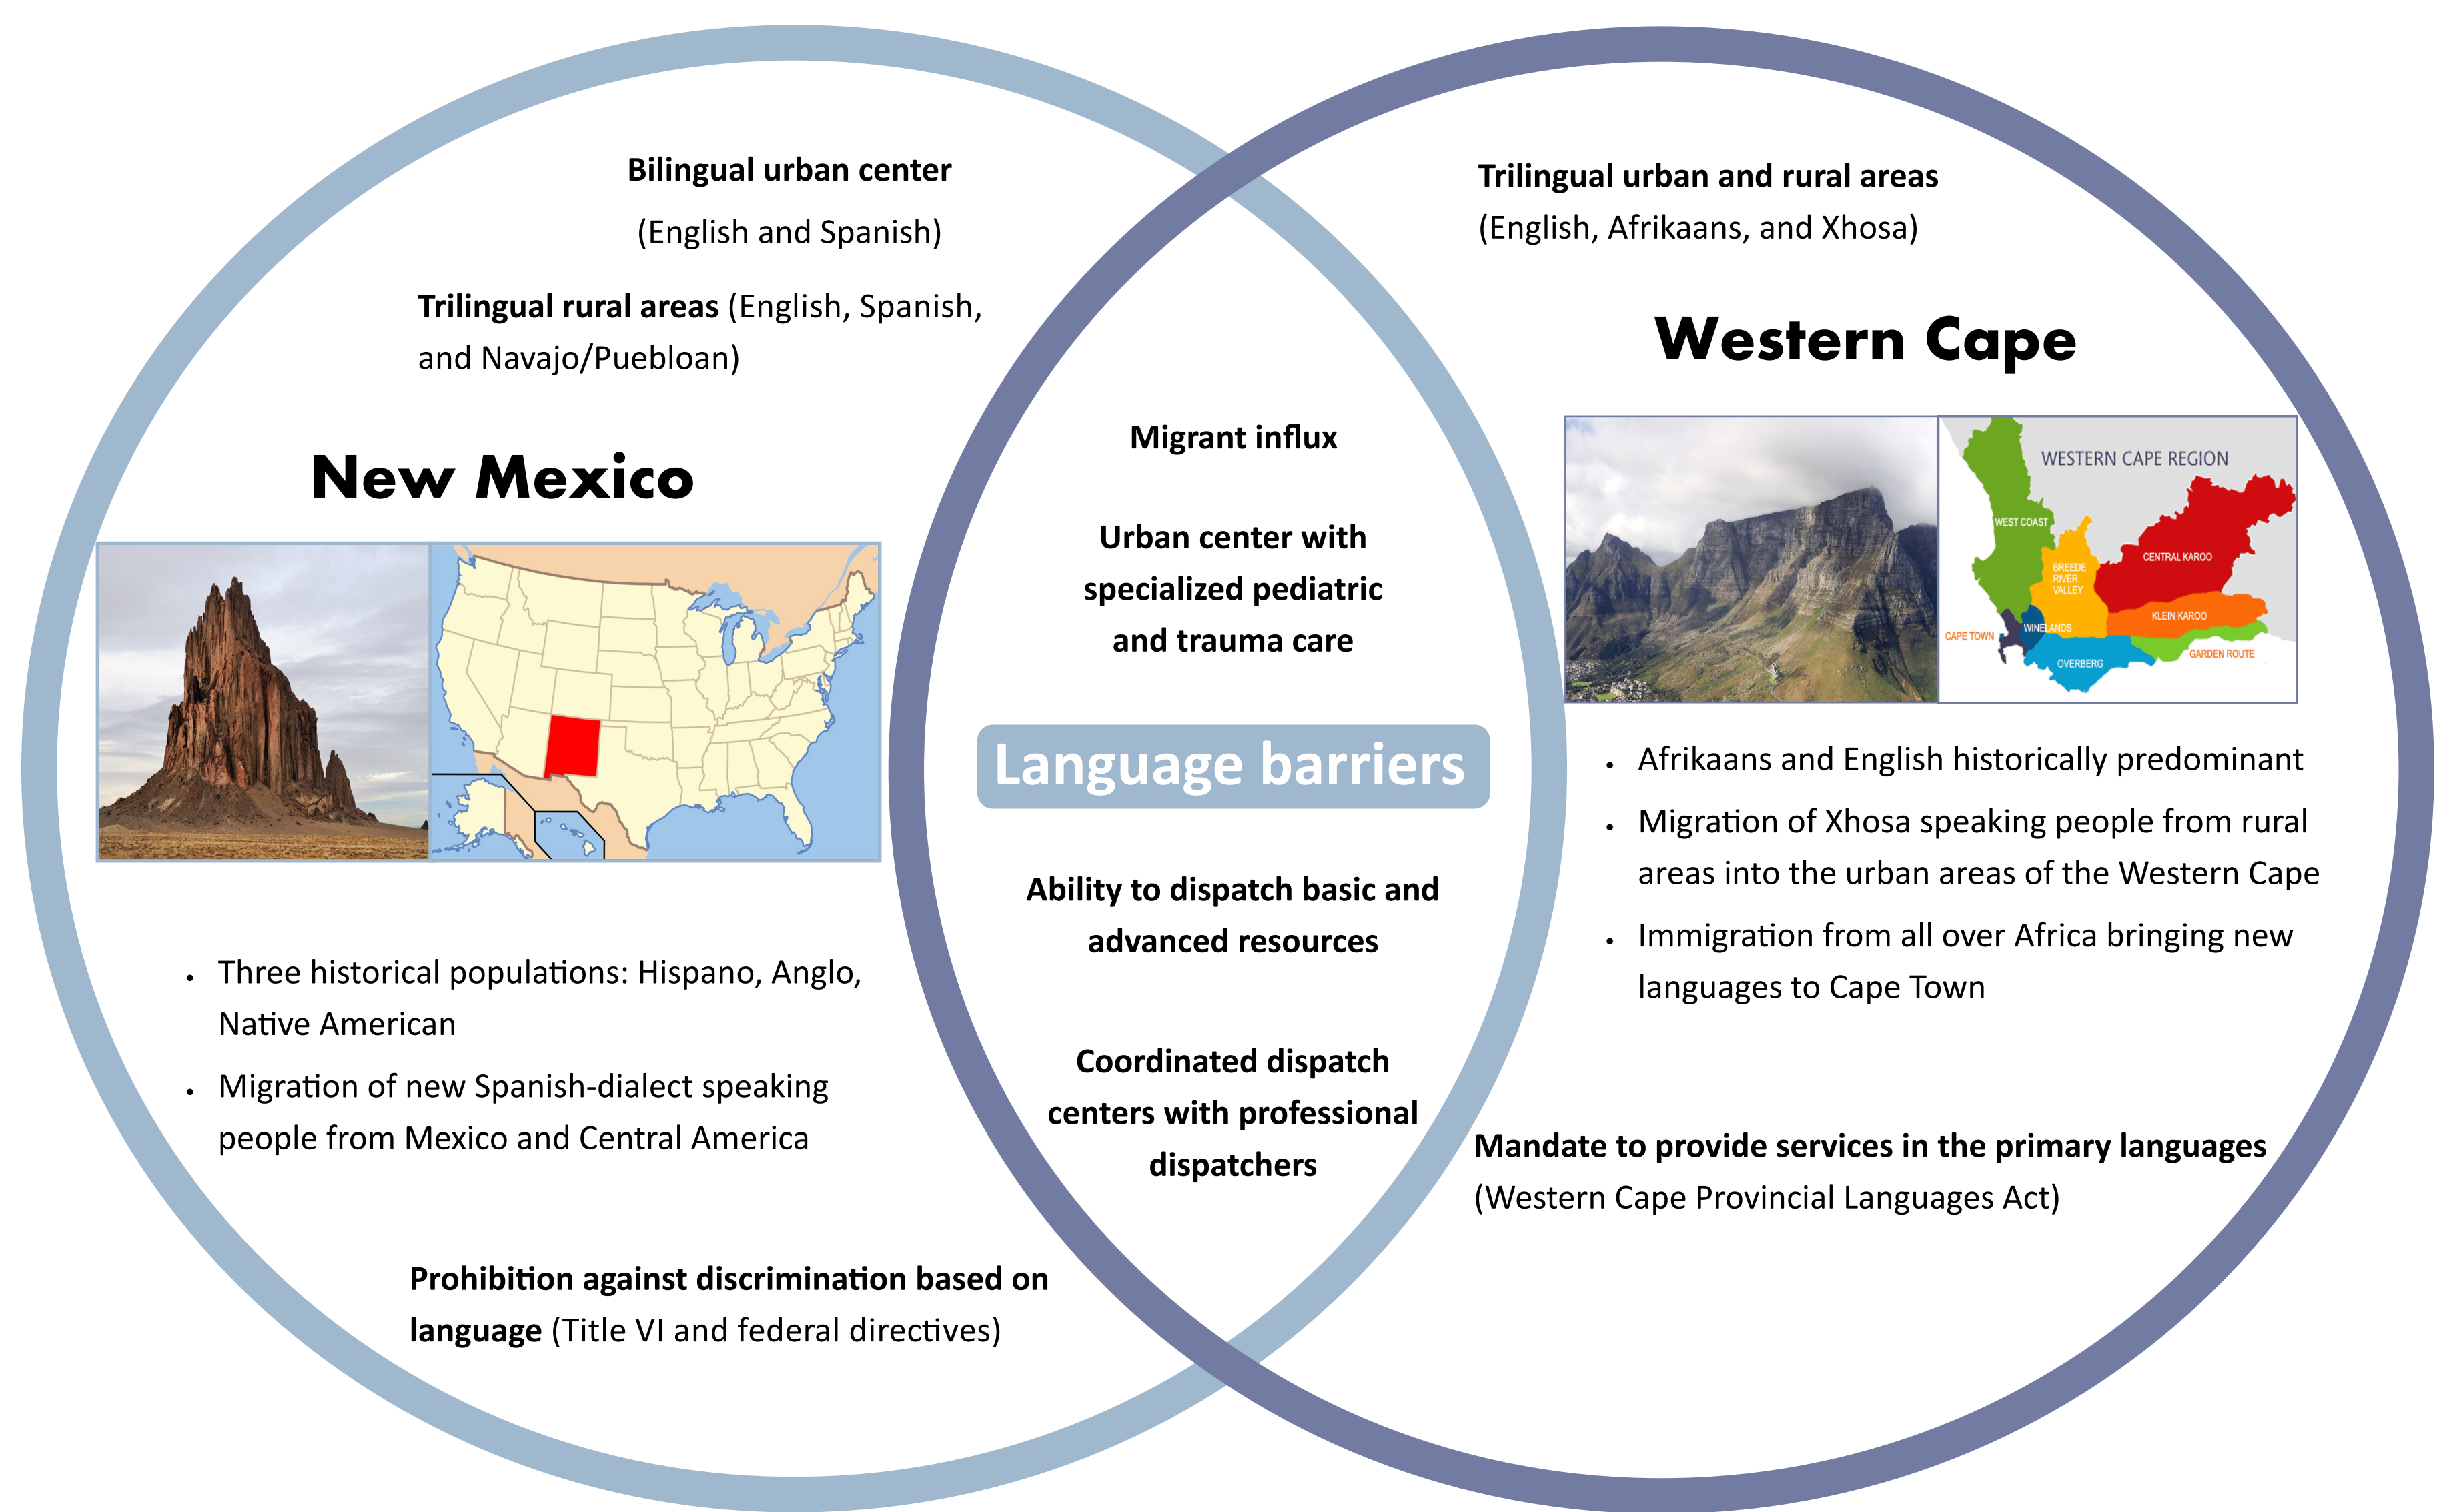 Bilingual urban center
(English and Spanish)
Trilingual rural areas (English, Spanish,
and Navajo/Puebloan)
New Mexico
Three historical populations: Hispano, Anglo,
Native American
Migration of new Spanish-dialect speaking
people from Mexico and Central America
Prohibition against discrimination based on
language (Title VI and federal directives)
Migrant influx
Urban center with
specialized pediatric
and trauma care
Language barriers
Ability to dispatch basic and
advanced resources
Coordinated dispatch
centers with professional
dispatchers
Trilingual urban and rural areas
(English, Afrikaans, and Xhosa)
Western Cape
WESTERN CAPE REGION
WEST COAST
CENTRAL KAROO
BREEDE
RIVER
VALLEY
KLEIN KAROO
WINELANDS
CAPE TOWN
GARDEN ROUTE
OVERBERG
Afrikaans and English historically predominant
Migration of Xhosa speaking people from rural
areas into the urban areas of the Western Cape
Immigration from all over Africa bringing new
languages to Cape Town
Mandate to provide services in the primary languages
(Western Cape Provincial Languages Act)